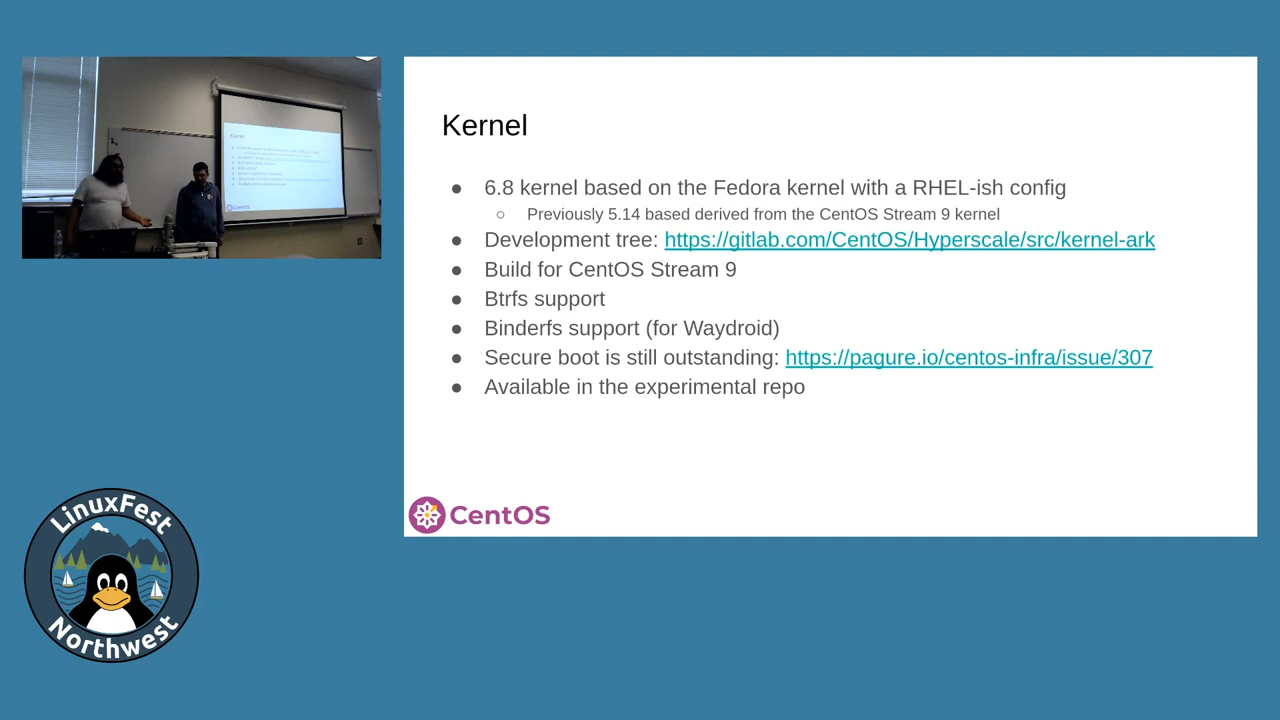 Kernel
● 6.8 kernel based on the Fedora kernel with a RHEL-ish config
○ Previously 5.14 based derived from the CentOS Stream 9 kernel
● Development tree: https://gitlab.com/CentOS/Hyperscale/src/kernel-ark
● Build for CentOS Stream 9
● Btrfs support
● Binderfs support (for Waydroid)
● Secure boot is still outstanding: https://pagure.io/centos-infra/issue/307
● Available in the experimental repo
CentOS
LinuxFest
Northwest
Kernel
CentOS